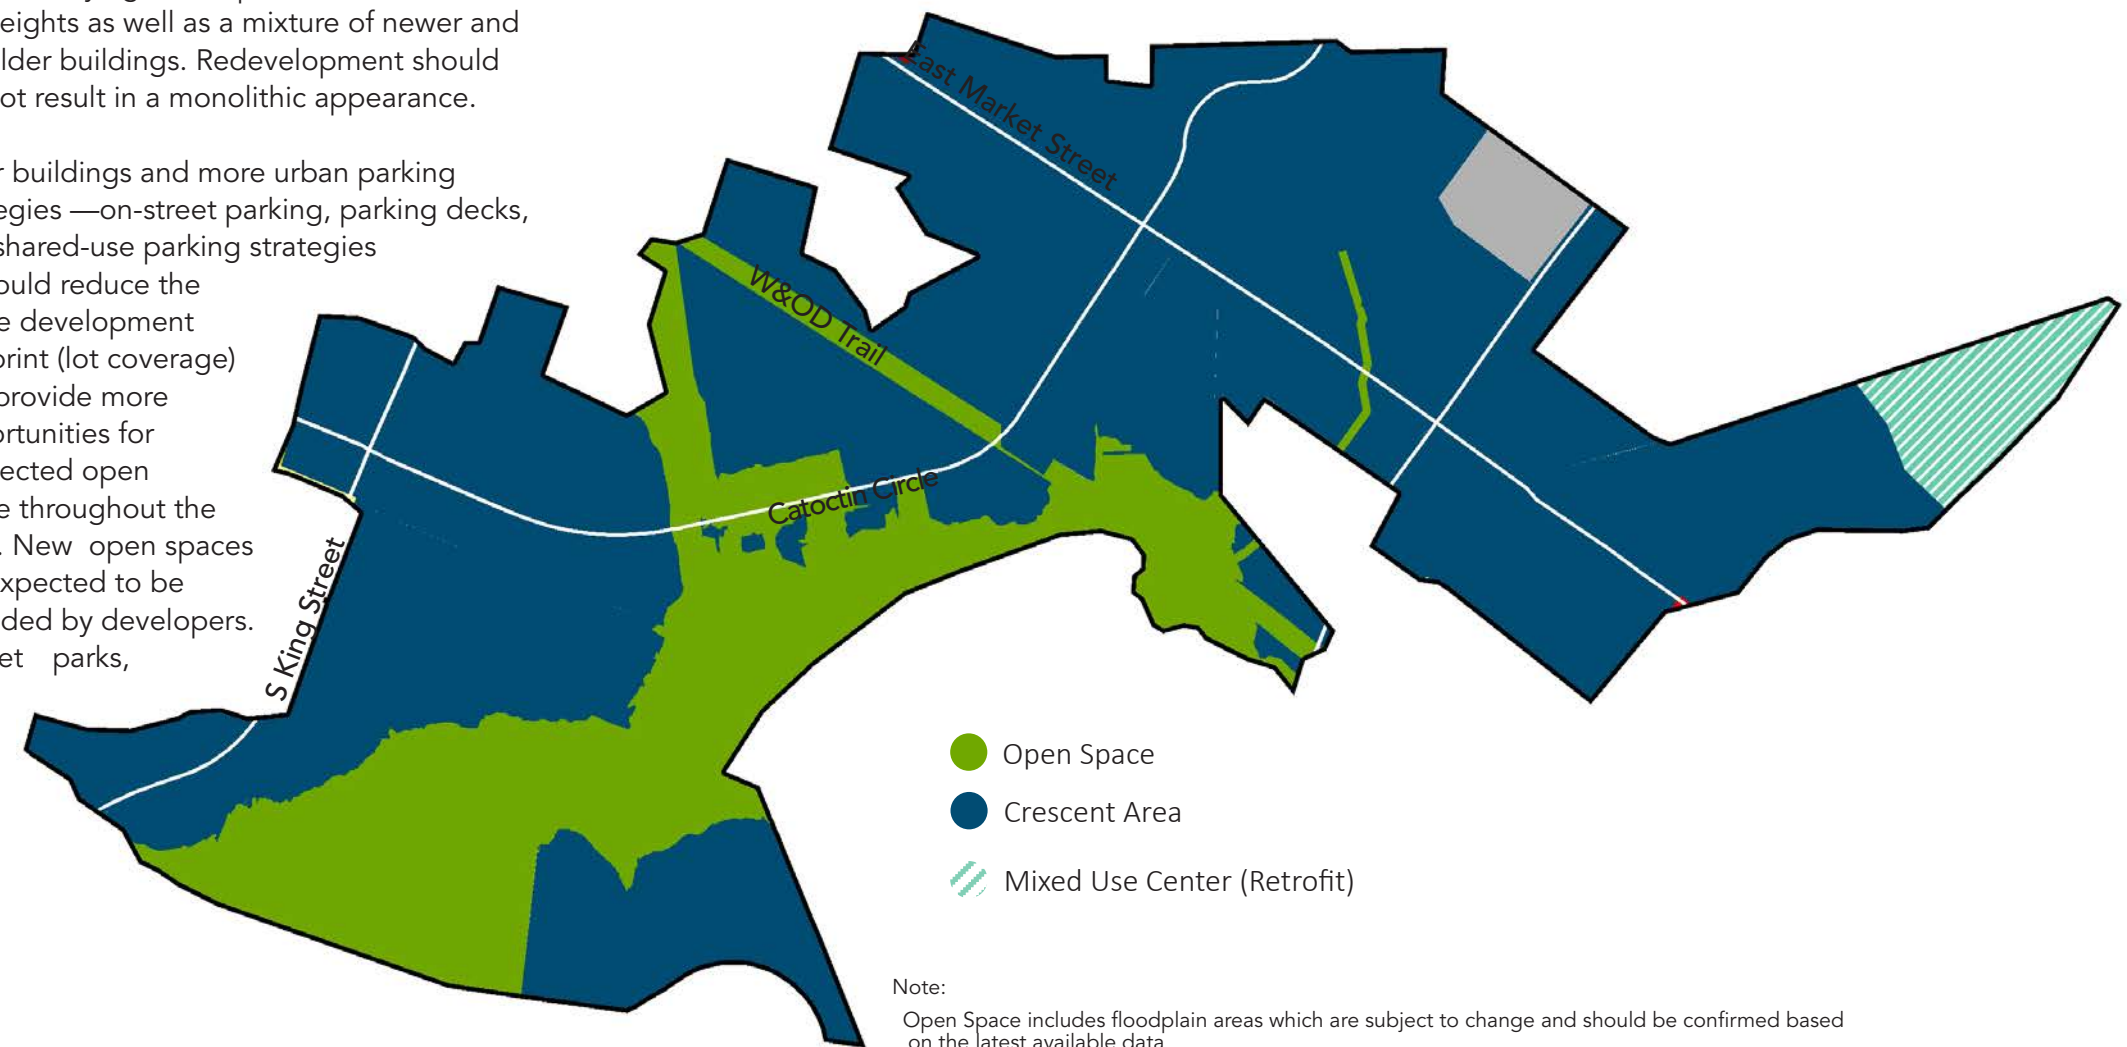 eights as well as a mixture of newer and
lder buildings. Redevelopment should
ot result in a monolithic appearance.
r buildings and more urban parking
egies —on-street parking, parking decks,
shared-use parking strategies
ould reduce the
e development
print (lot coverage)
provide more
ortunities for
ected open
e throughout the
. New open spaces
xpected to be
ded by developers.
et parks,
East Market Street
W&OD Trail
Catoctin Circle
S King Street
Open Space
Crescent Area
Mixed Use Center (Retrofit)
Note:
Open Space includes floodplain areas which are subject to change and should be confirmed based
on the latest available data